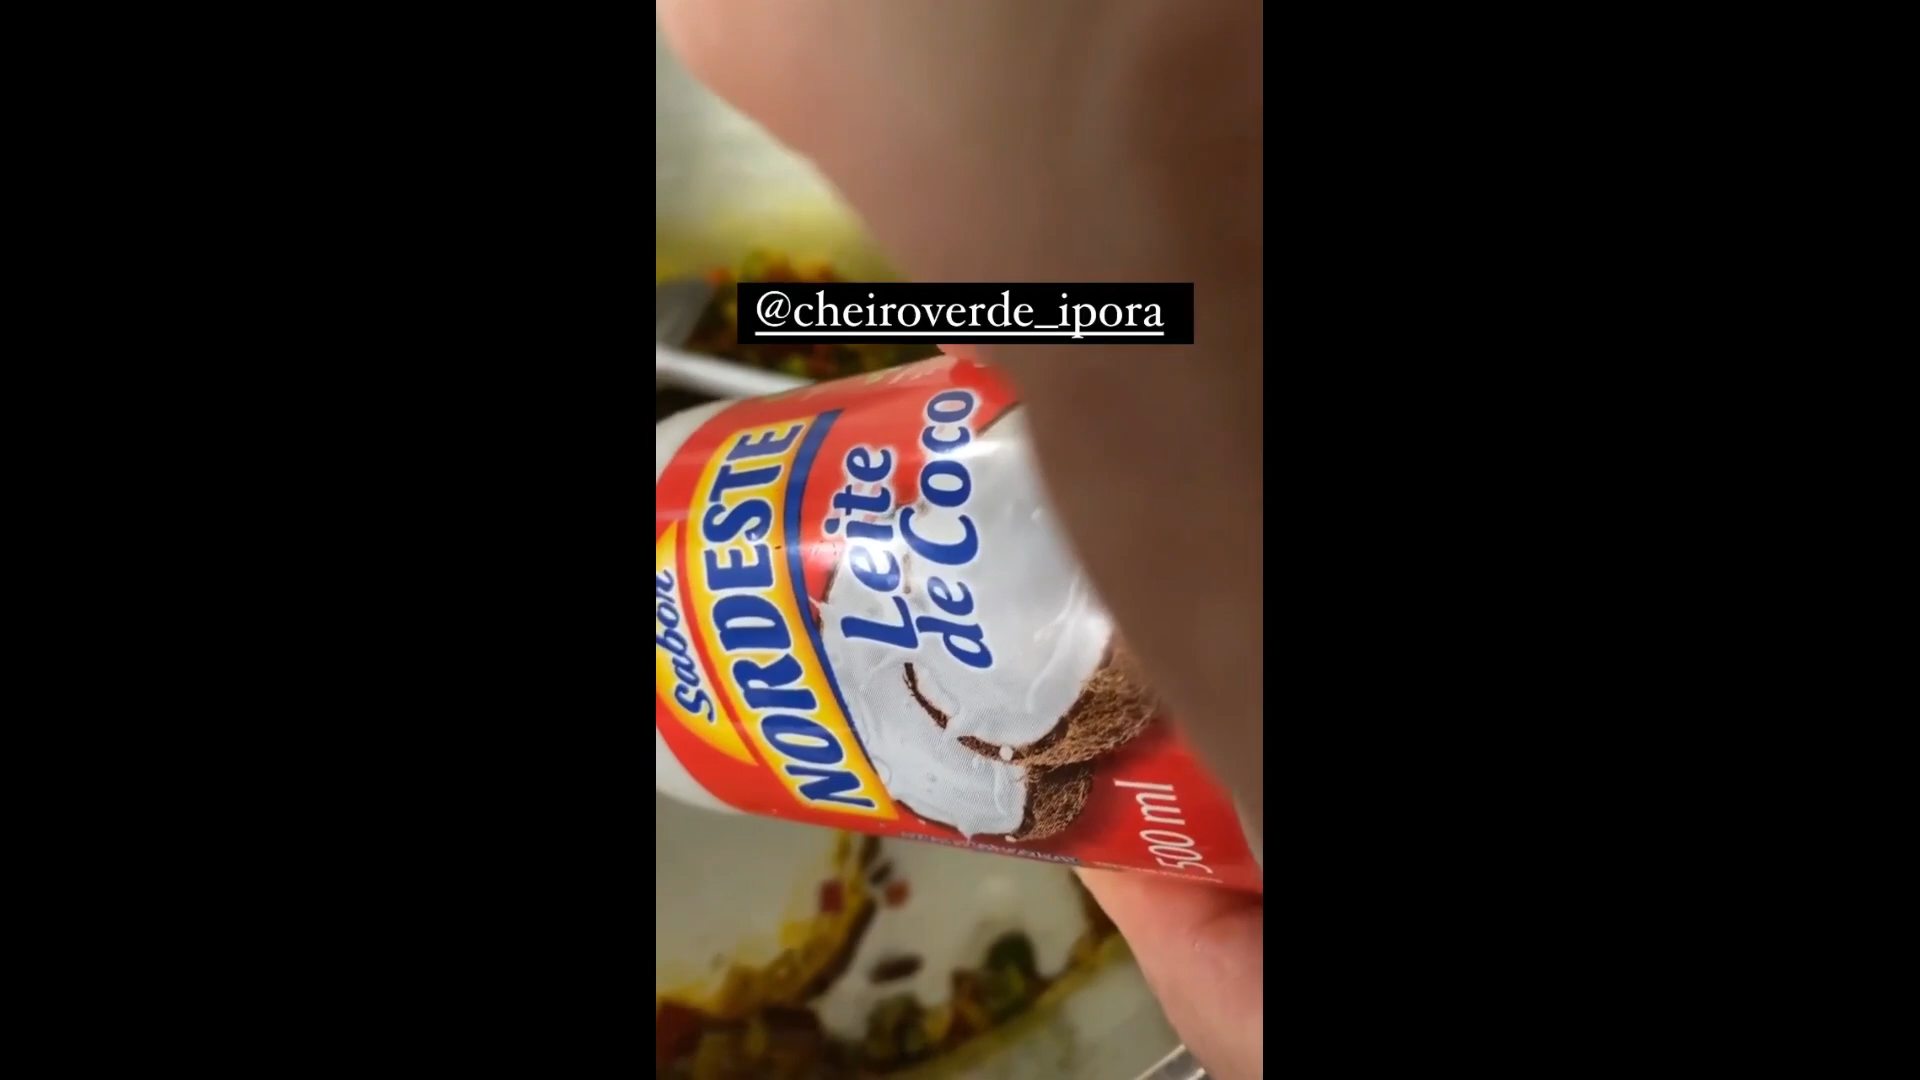 @cheiroverde_ipora
Sabor
NORDESTE
Leite
de Coco
500 ml